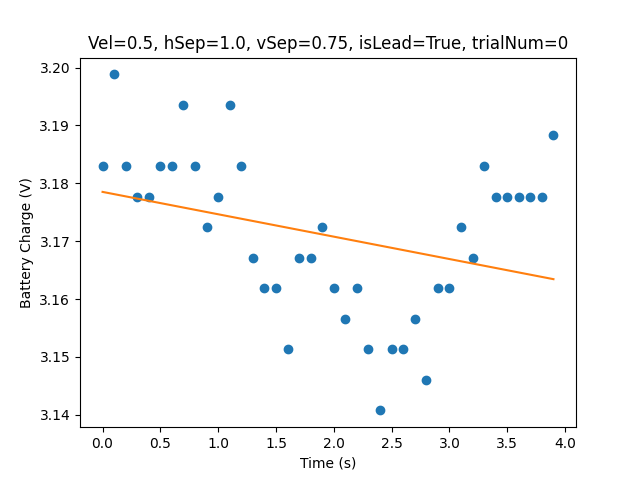 Vel=0.5, hSep=1.0, vSep=0.75, isLead=True, trialNum=0
3.20
3.19
3.18
3.17
3.16
3.15
3.14
Battery Charge (V)
0.0 0.5 1.0 1.5 2.0 2.5 3.0 3.5 4.0
Time (s)